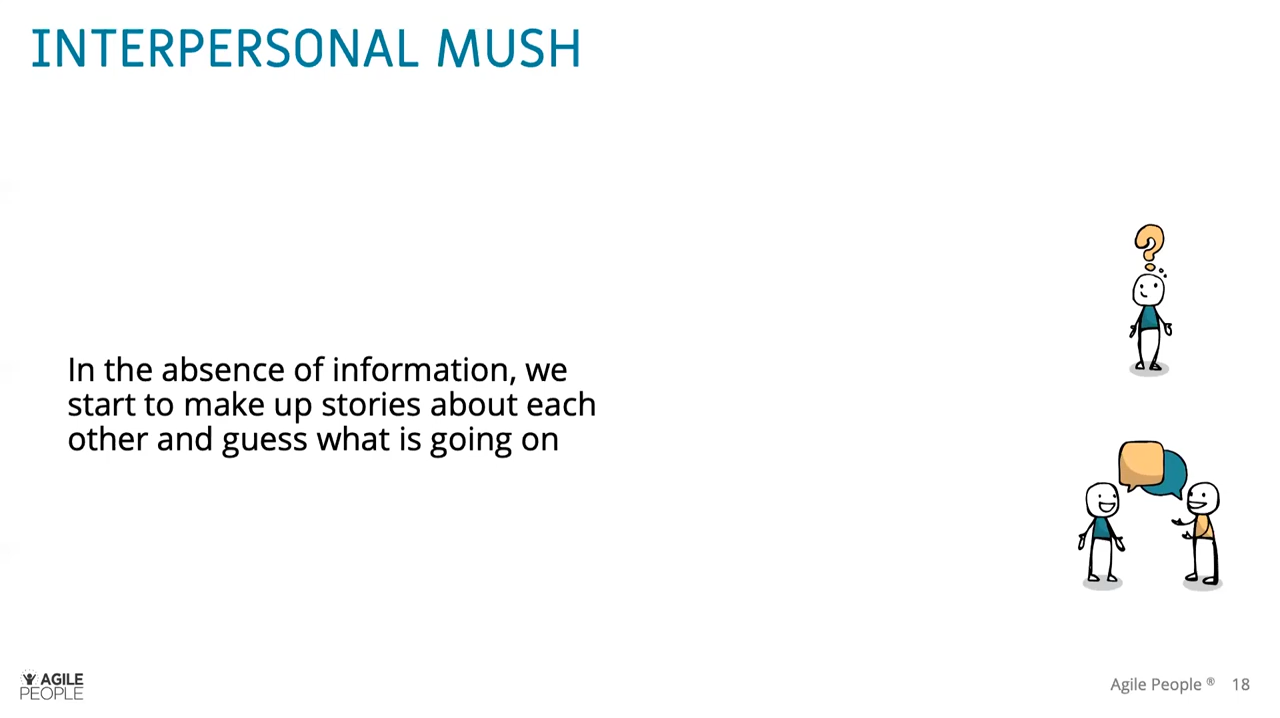 INTERPERSONAL MUSH
?
In the absence of information, we
start to make up stories about each
other and guess what is going on
AGILE
PEOPLE
Agile People ® 18